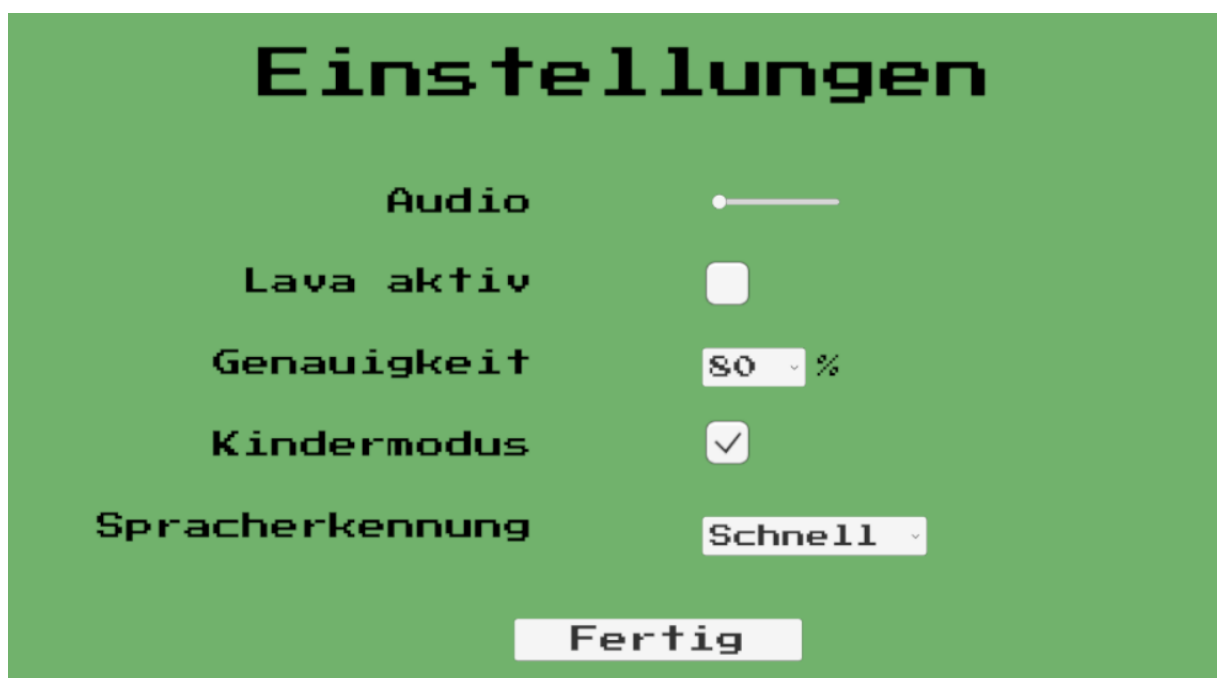 Einstellungen
Audio
Lava aktiv
Genauigkeit 80 %
Kindermodus
Spracherkennung Schnell
Fertig